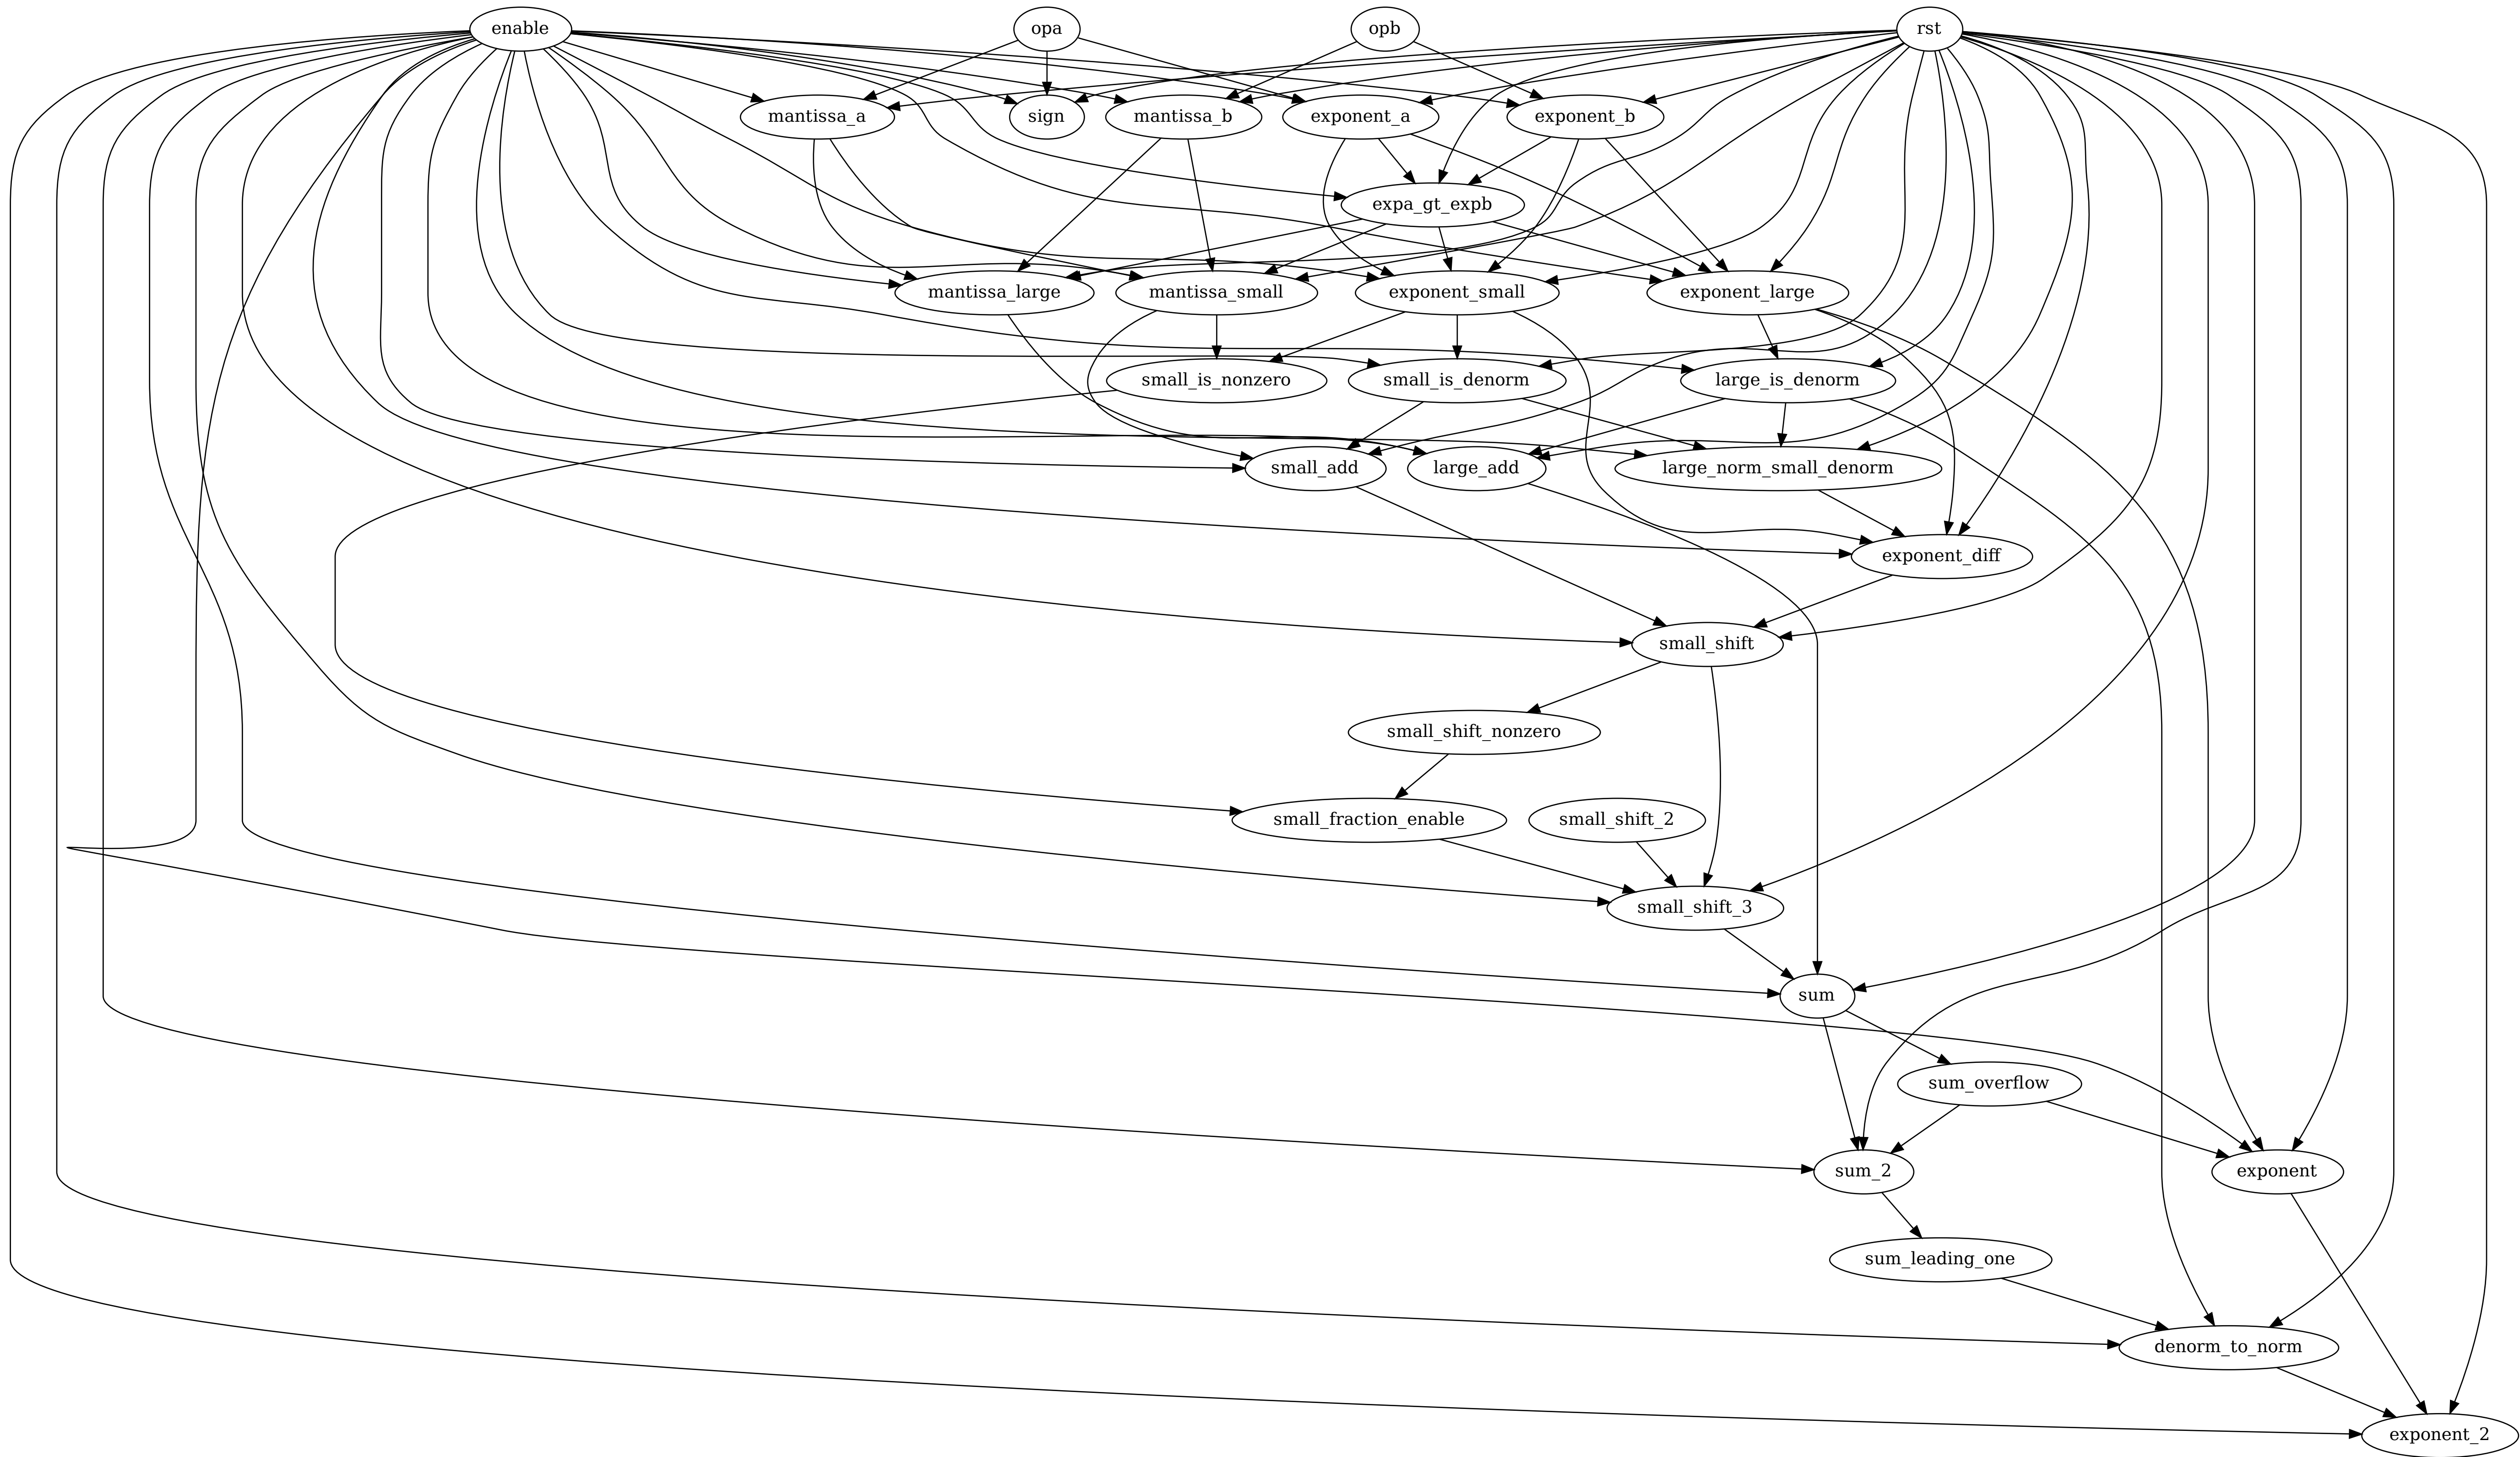 enable
opa
opb
rst
mantissa_a
sign
mantissa_b
exponent_a
exponent_b
expa_gt_expb
mantissa_large
mantissa_small
exponent_small
exponent_large
small_is_nonzero
small_is_denorm
large_is_denorm
small_add
large_add
large_norm_small_denorm
exponent_diff
small_shift
small_shift_nonzero
small_fraction_enable
small_shift_2
small_shift_3
sum
sum_overflow
sum_2
exponent
sum_leading_one
denorm_to_norm
exponent_2